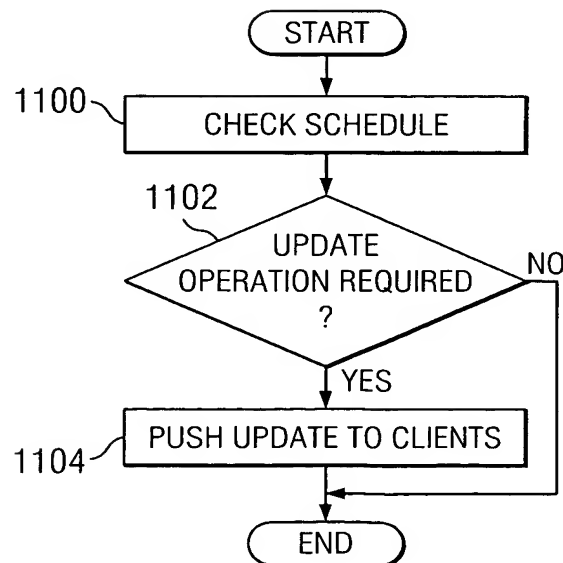 START
1100
CHECK SCHEDULE
1102
UPDATE
OPERATION REQUIRED
?
NO
YES
1104
PUSH UPDATE TO CLIENTS
END